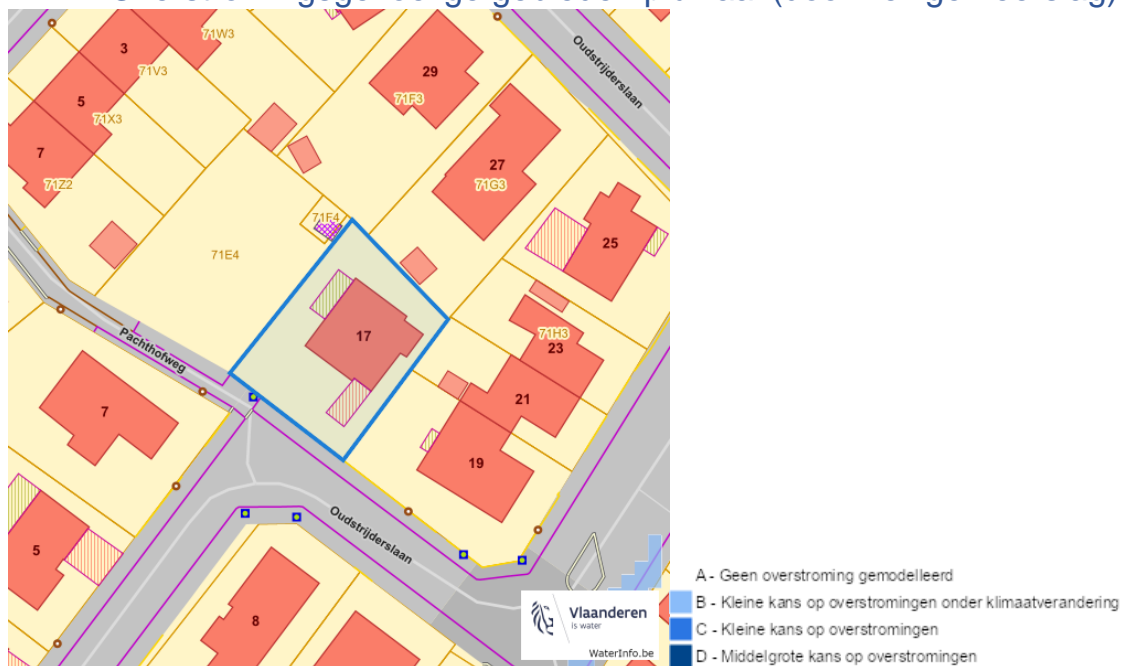 3
71W3
71V3
5
71X3
7
71Z2
29
71F3
Oudstrijderslaan
27
71G3
25
71F4
71E4
17
71H3
23
Pachthofweg
21
7
19
Oudstrijderslaan
5
8
Vlaanderen
is water
WaterInfo.be
A - Geen overstroming gemodelleerd
B - Kleine kans op overstromingen onder klimaatverandering
C - Kleine kans op overstromingen
D - Middelgrote kans op overstromingen